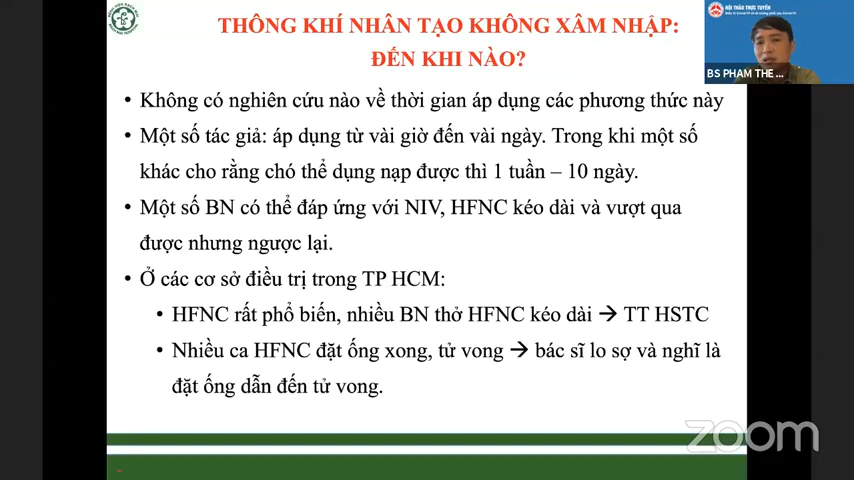 THÔNG KHÍ NHÂN TẠO KHÔNG XÂM NHẬP:
ĐẾN KHI NÀO?
• Không có nghiên cứu nào về thời gian áp dụng các phương thức này
• Một số tác giả: áp dụng từ vài giờ đến vài ngày. Trong khi một số
khác cho rằng chó thể dụng nạp được thì 1 tuần – 10 ngày.
• Một số BN có thể đáp ứng với NIV, HFNC kéo dài và vượt qua
được nhưng ngược lại.
• Ở các cơ sở điều trị trong TP HCM:
• HFNC rất phổ biến, nhiều BN thở HFNC kéo dài → TT HSTC
• Nhiều ca HFNC đặt ống xong, tử vong → bác sĩ lo sợ và nghĩ là
đặt ống dẫn đến tử vong.
HỘI THẢO TRỰC TUYẾN
BS PHAM THE ...
zoom